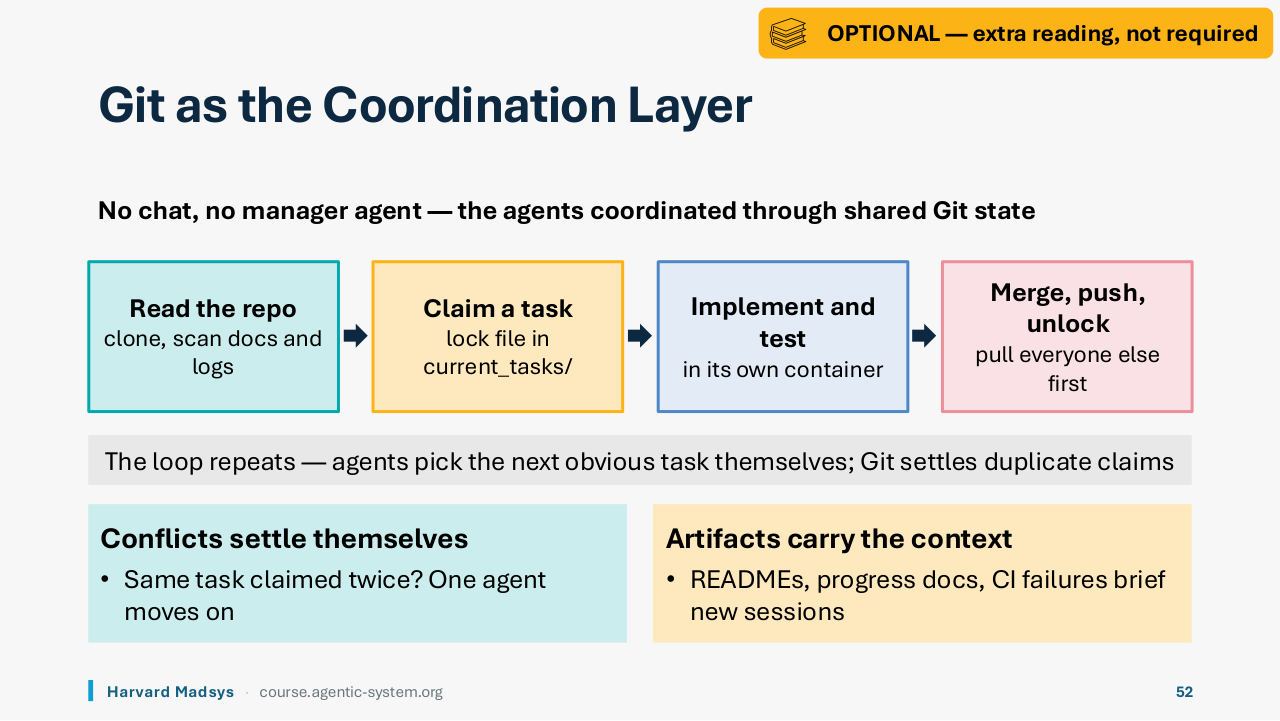 OPTIONAL — extra reading, not required
Git as the Coordination Layer
No chat, no manager agent — the agents coordinated through shared Git state
Read the repo
clone, scan docs and
logs
Claim a task
lock file in
current_tasks/
Implement and
test
in its own container
Merge, push,
unlock
pull everyone else
first
The loop repeats — agents pick the next obvious task themselves; Git settles duplicate claims
Conflicts settle themselves
• Same task claimed twice? One agent
moves on
Artifacts carry the context
• READMEs, progress docs, CI failures brief
new sessions
Harvard Madsys · course.agentic-system.org
52